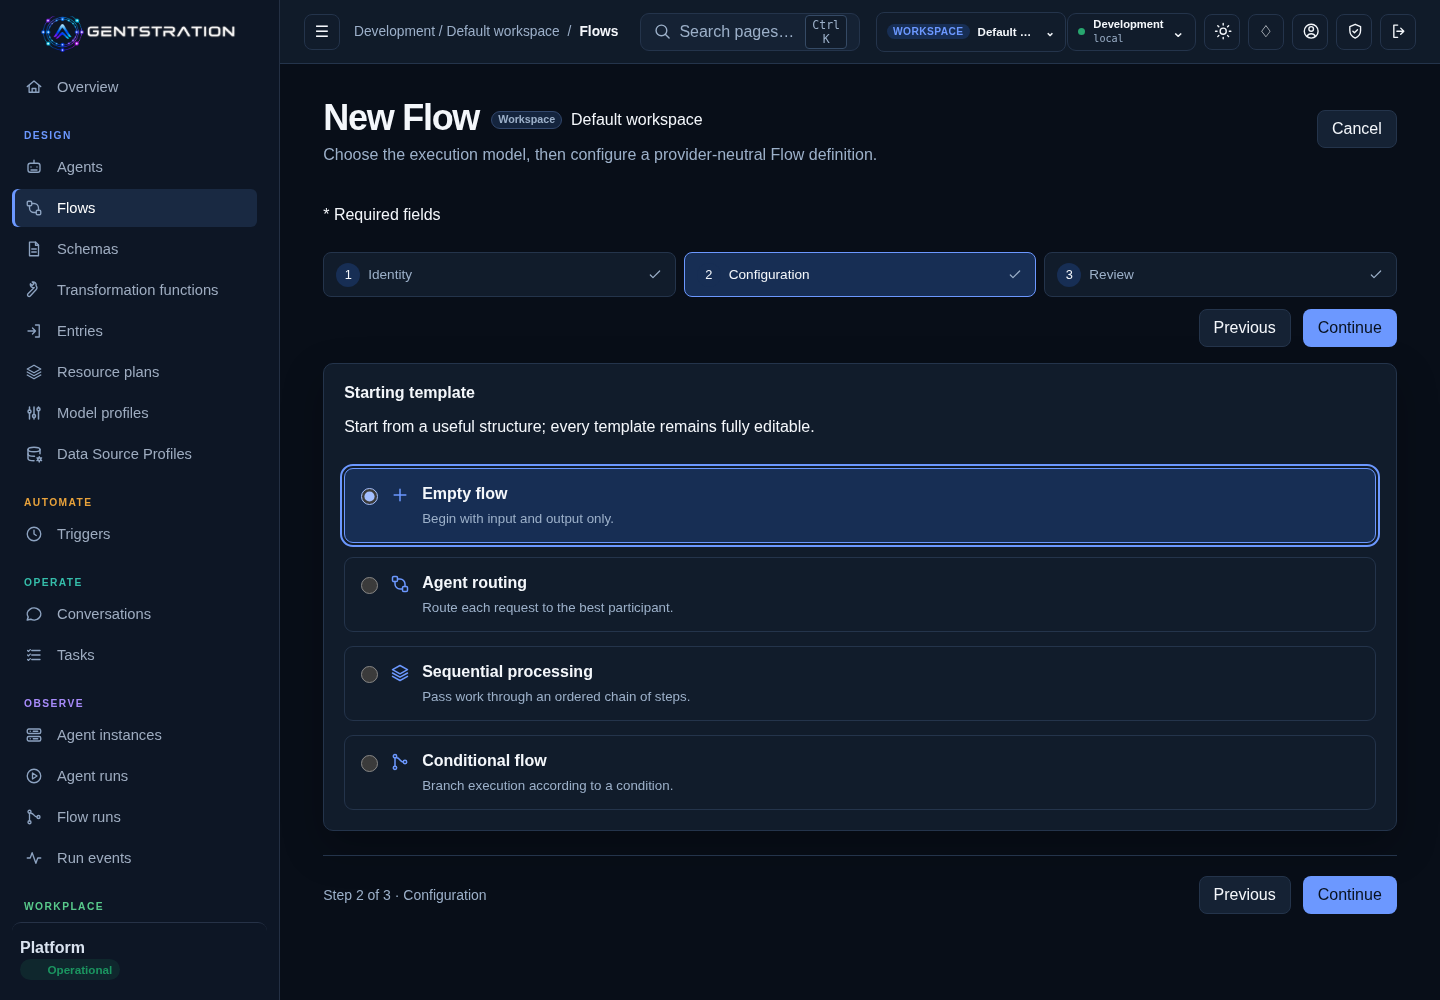 GENTSTRATION
☰
Development / Default workspace / Flows
Search pages…
Ctrl
K
WORKSPACE Default …
Development
local
Overview
DESIGN
Agents
Flows
Schemas
Transformation functions
Entries
Resource plans
Model profiles
Data Source Profiles
AUTOMATE
Triggers
OPERATE
Conversations
Tasks
OBSERVE
Agent instances
Agent runs
Flow runs
Run events
WORKPLACE
Platform
Operational
New Flow Workspace Default workspace
Cancel
Choose the execution model, then configure a provider-neutral Flow definition.
* Required fields
1 Identity
2 Configuration
3 Review
Previous Continue
Starting template
Start from a useful structure; every template remains fully editable.
Empty flow
Begin with input and output only.
Agent routing
Route each request to the best participant.
Sequential processing
Pass work through an ordered chain of steps.
Conditional flow
Branch execution according to a condition.
Step 2 of 3 · Configuration
Previous Continue